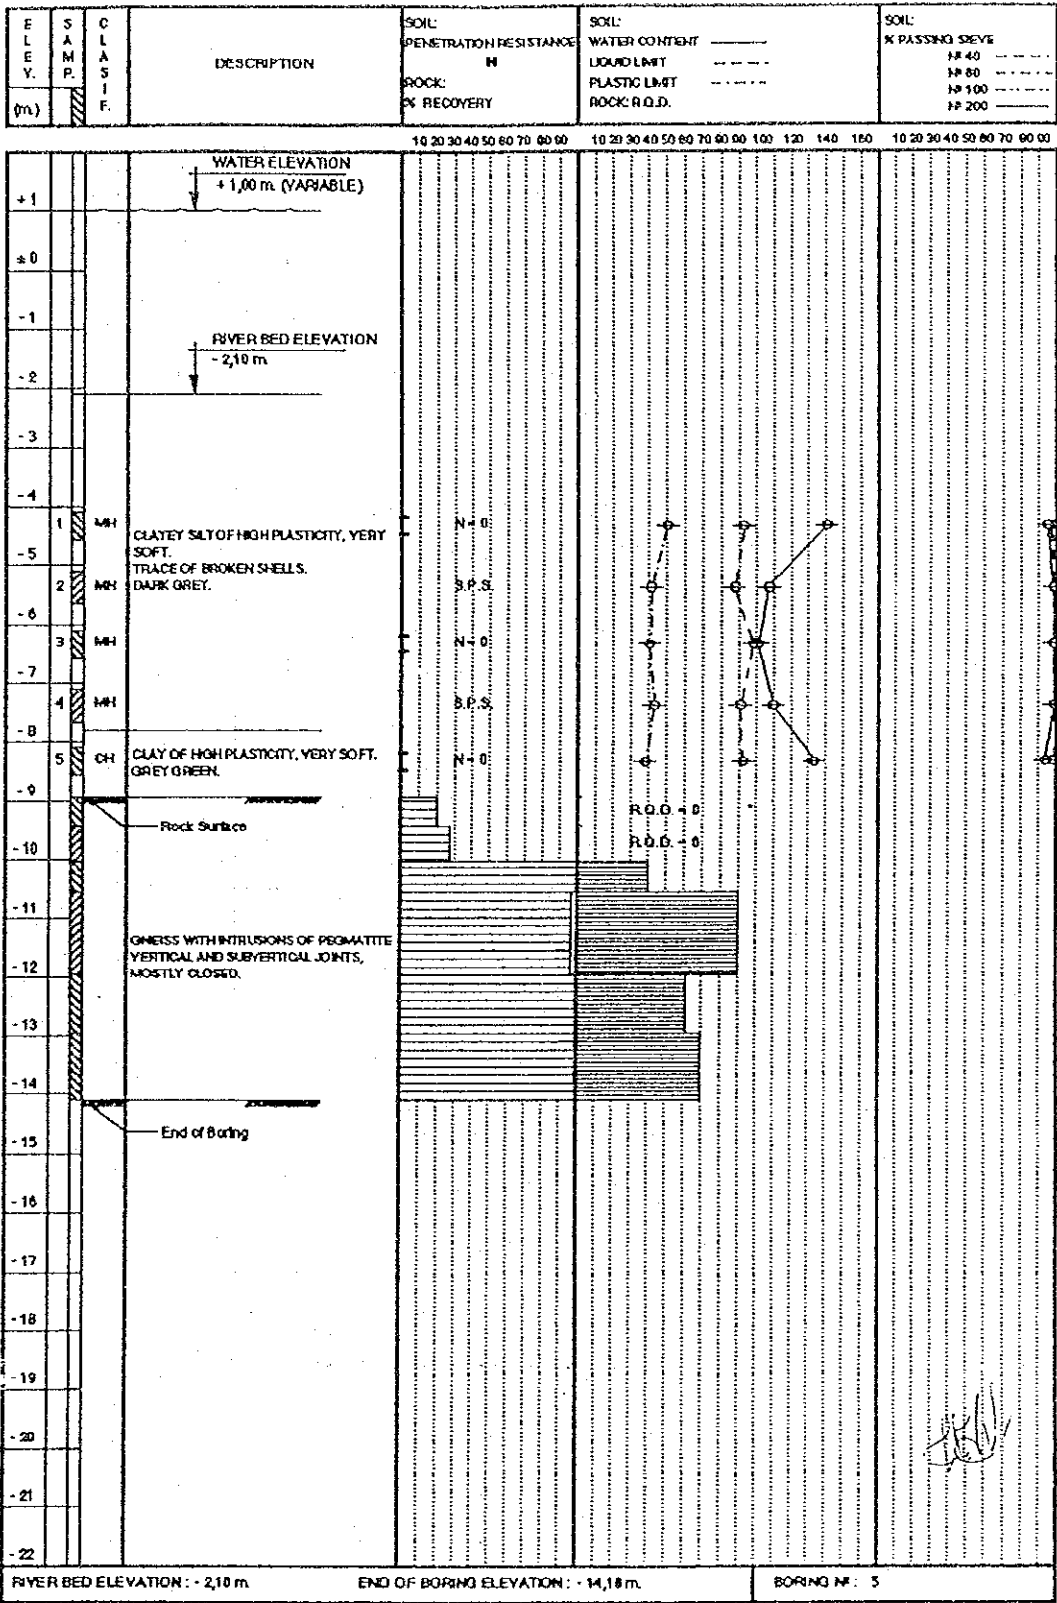 ELEV. (m.)
SAMP.
CLASIF.
DESCRIPTION
SOIL:
PENETRATION RESISTANCE
N
ROCK:
% RECOVERY
SOIL:
WATER CONTENT
LIQUID LIMIT
PLASTIC LIMIT
ROCK: R.Q.D.
SOIL:
% PASSING SIEVE
Nº 40
Nº 80
Nº 100
Nº 200
10 20 30 40 50 60 70 80 90
10 20 30 40 50 60 70 80 90 100 120 140 160
10 20 30 40 50 60 70 80 90
WATER ELEVATION
+ 1,00 m. (VARIABLE)
+ 1
± 0
- 1
RIVER BED ELEVATION
- 2,10 m.
- 2
- 3
- 4
1 MH N = 0
CLAYEY SILT OF HIGH PLASTICITY, VERY
SOFT.
- 5
TRACE OF BROKEN SHELLS.
2 MH DARK GREY. S.P.S.
- 6
3 MH N = 0
- 7
4 MH S.P.S.
- 8
5 CH CLAY OF HIGH PLASTICITY, VERY SOFT. N = 0
GREY GREEN.
- 9
R.Q.D. = 0
Rock Surface
R.Q.D. = 0
- 10
- 11
GNEISS WITH INTRUSIONS OF PEGMATITE
VERTICAL AND SUBVERTICAL JOINTS,
MOSTLY CLOSED.
- 12
- 13
- 14
End of Boring
- 15
- 16
- 17
- 18
- 19
- 20
- 21
- 22
RIVER BED ELEVATION : - 2,10 m.
END OF BORING ELEVATION : - 14,18 m.
BORING Nº : 5